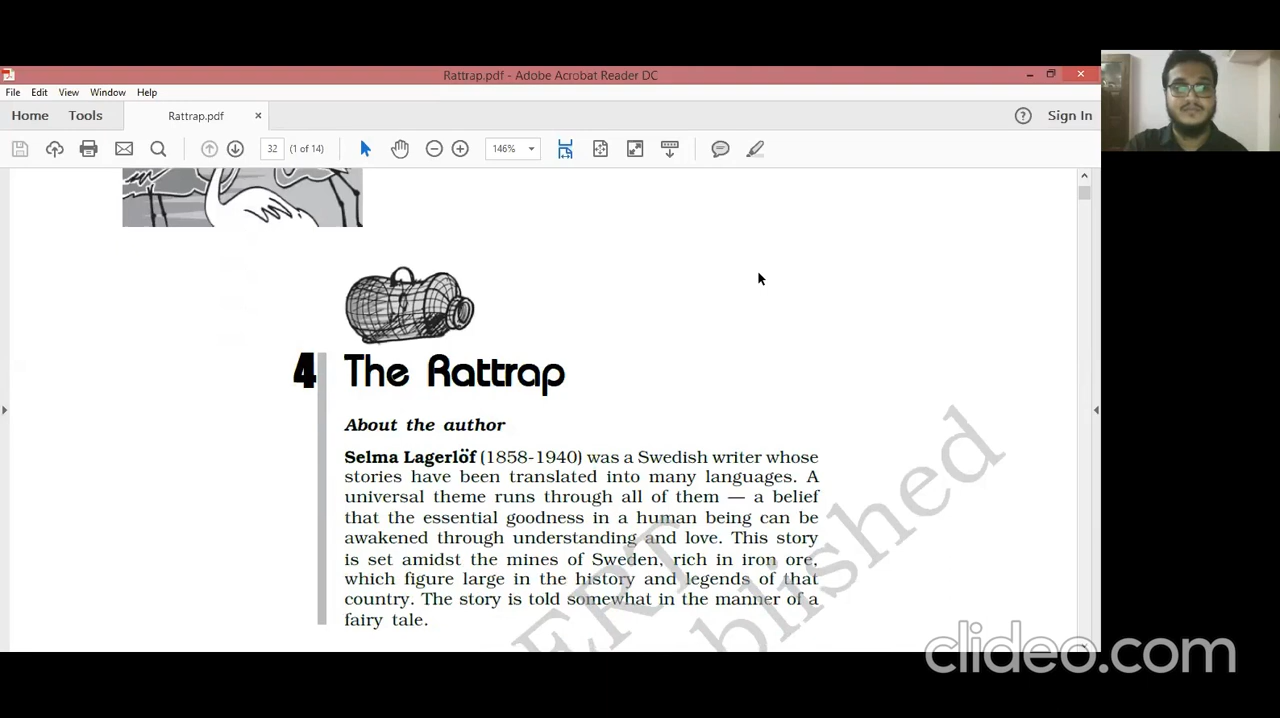 Rattrap.pdf - Adobe Acrobat Reader DC
File Edit View Window Help
Home Tools Rattrap.pdf × Sign In
32 (1 of 14) 146%
4 The Rattrap
About the author
Selma Lagerlöf (1858-1940) was a Swedish writer whose
stories have been translated into many languages. A
universal theme runs through all of them — a belief
that the essential goodness in a human being can be
awakened through understanding and love. This story
is set amidst the mines of Sweden, rich in iron ore,
which figure large in the history and legends of that
country. The story is told somewhat in the manner of a
fairy tale.
ERT
blished
clideo.com